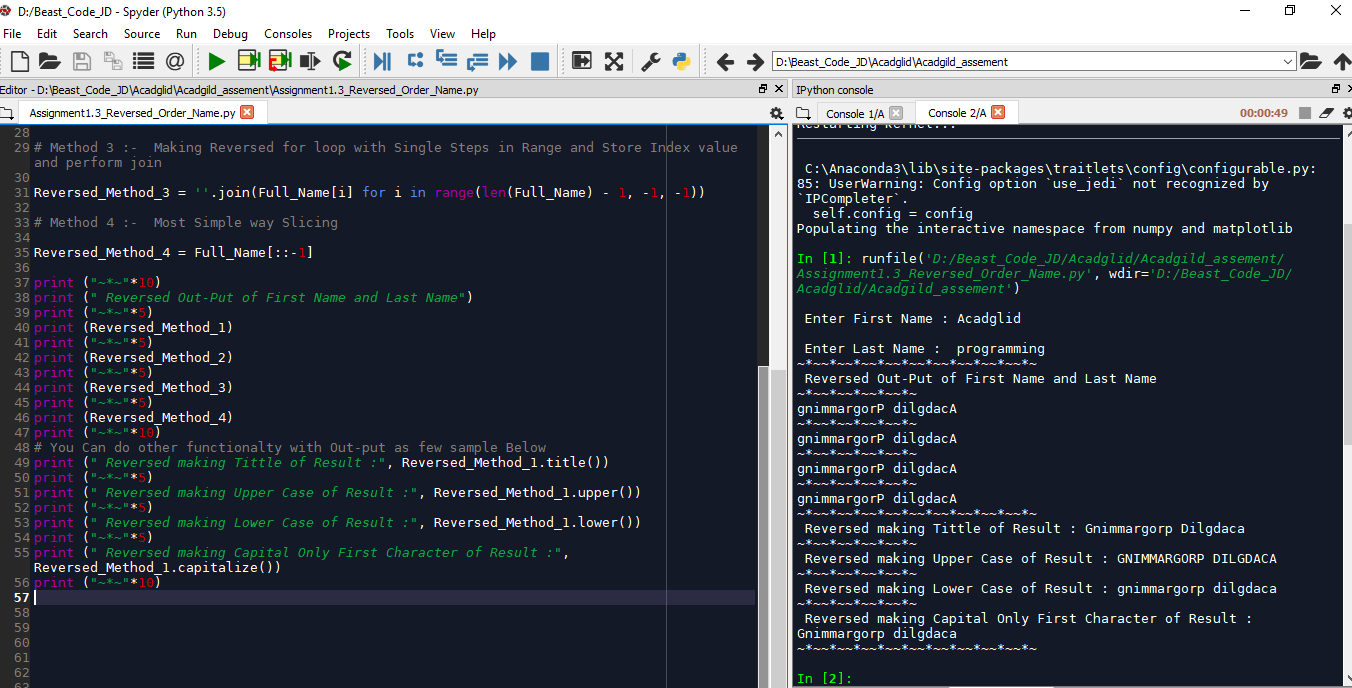 D:/Beast_Code_JD - Spyder (Python 3.5)
File Edit Search Source Run Debug Consoles Projects Tools View Help
D:\Beast_Code_JD\Acadglid\Acadgild_assement
Editor - D:\Beast_Code_JD\Acadglid\Acadgild_assement\Assignment1.3_Reversed_Order_Name.py
Assignment1.3_Reversed_Order_Name.py
28
29 # Method 3 :-  Making Reversed for loop with Single Steps in Range and Store Index value
and perform join
30
31 Reversed_Method_3 = ''.join(Full_Name[i] for i in range(len(Full_Name) - 1, -1, -1))
32
33 # Method 4 :-  Most Simple way Slicing
34
35 Reversed_Method_4 = Full_Name[::-1]
36
37 print ("~*~"*10)
38 print (" Reversed Out-Put of First Name and Last Name")
39 print ("~*~"*5)
40 print (Reversed_Method_1)
41 print ("~*~"*5)
42 print (Reversed_Method_2)
43 print ("~*~"*5)
44 print (Reversed_Method_3)
45 print ("~*~"*5)
46 print (Reversed_Method_4)
47 print ("~*~"*10)
48 # You Can do other functionalty with Out-put as few sample Below
49 print (" Reversed making Tittle of Result :", Reversed_Method_1.title())
50 print ("~*~"*5)
51 print (" Reversed making Upper Case of Result :", Reversed_Method_1.upper())
52 print ("~*~"*5)
53 print (" Reversed making Lower Case of Result :", Reversed_Method_1.lower())
54 print ("~*~"*5)
55 print (" Reversed making Capital Only First Character of Result :",
Reversed_Method_1.capitalize())
56 print ("~*~"*10)
57
58
59
60
61
62
63
IPython console
Console 1/A Console 2/A 00:00:49
Restarting kernel...
C:\Anaconda3\lib\site-packages\traitlets\config\configurable.py:
85: UserWarning: Config option `use_jedi` not recognized by
`IPCompleter`.
self.config = config
Populating the interactive namespace from numpy and matplotlib
In [1]: runfile('D:/Beast_Code_JD/Acadglid/Acadgild_assement/
Assignment1.3_Reversed_Order_Name.py', wdir='D:/Beast_Code_JD/
Acadglid/Acadgild_assement')
Enter First Name : Acadglid
Enter Last Name :  programming
~*~~*~~*~~*~~*~~*~~*~~*~~*~~*~
Reversed Out-Put of First Name and Last Name
~*~~*~~*~~*~~*~
gnimmargorP dilgdacA
~*~~*~~*~~*~~*~
gnimmargorP dilgdacA
~*~~*~~*~~*~~*~
gnimmargorP dilgdacA
~*~~*~~*~~*~~*~
gnimmargorP dilgdacA
~*~~*~~*~~*~~*~~*~~*~~*~~*~~*~
Reversed making Tittle of Result : Gnimmargorp Dilgdaca
~*~~*~~*~~*~~*~
Reversed making Upper Case of Result : GNIMMARGORP DILGDACA
~*~~*~~*~~*~~*~
Reversed making Lower Case of Result : gnimmargorp dilgdaca
~*~~*~~*~~*~~*~
Reversed making Capital Only First Character of Result :
Gnimmargorp dilgdaca
~*~~*~~*~~*~~*~~*~~*~~*~~*~~*~
In [2]: